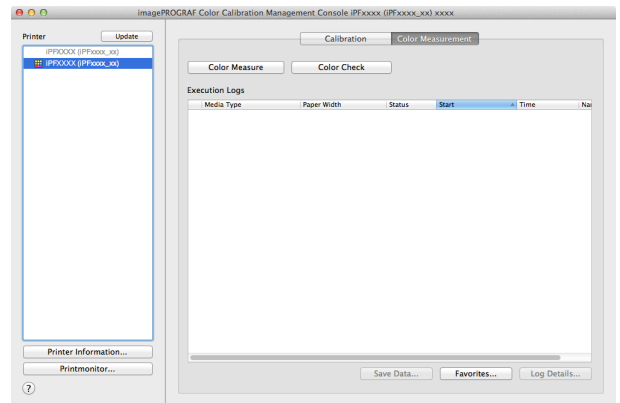 imagePROGRAF Color Calibration Management Console iPFxxxx (iPFxxxx_xx) xxxx
Printer
Update
iPFXXXX (iPFxxxx_xx)
iPFXXXX (iPFxxxx_xx)
Calibration
Color Measurement
Color Measure
Color Check
Execution Logs
Media Type
Paper Width
Status
Start
Time
Nai
Printer Information...
Printmonitor...
Save Data...
Favorites...
Log Details...
?